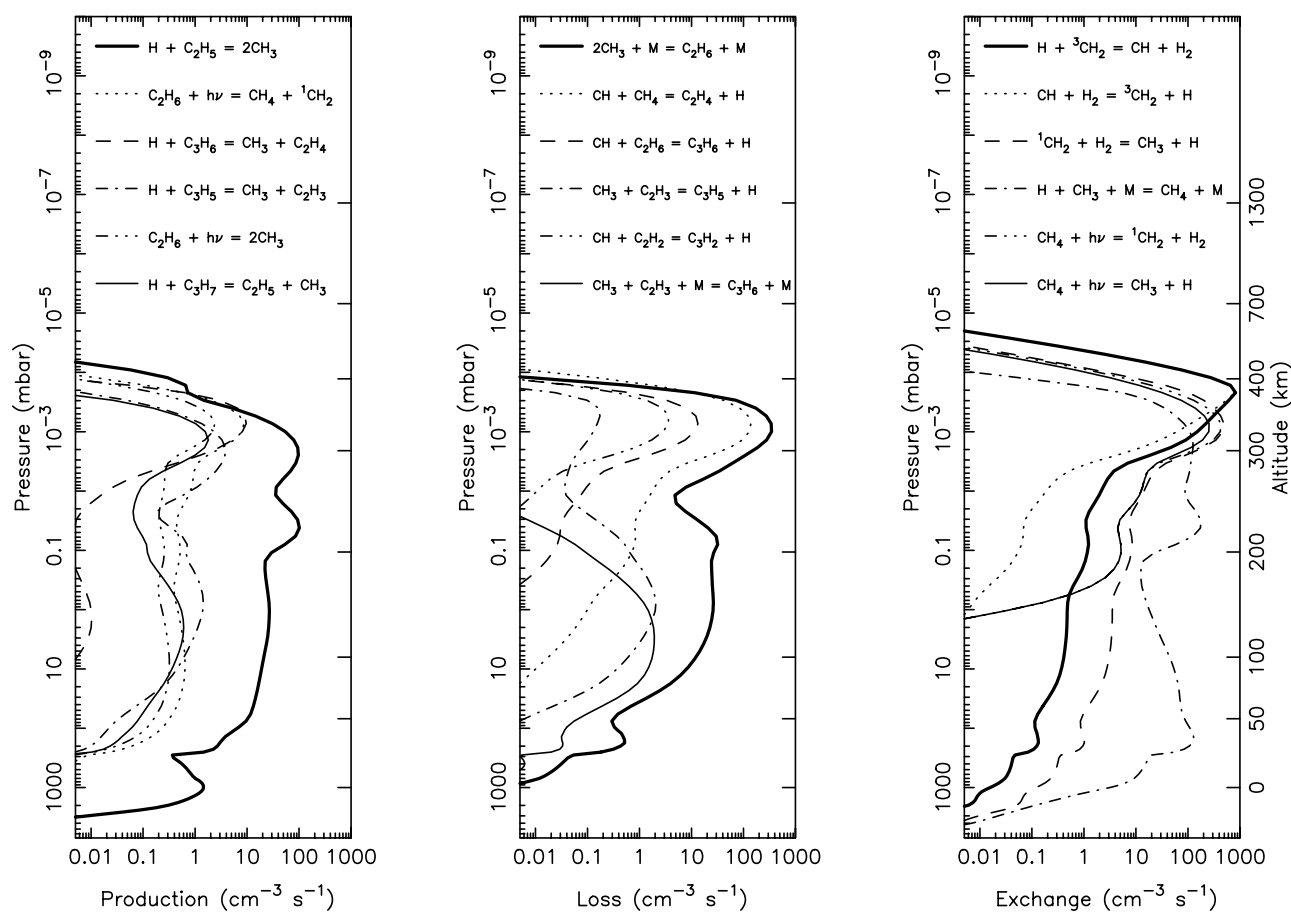 H + C₂H₅ = 2CH₃
C₂H₆ + hν = CH₄ + ¹CH₂
H + C₃H₆ = CH₃ + C₂H₄
H + C₃H₅ = CH₃ + C₂H₃
C₂H₆ + hν = 2CH₃
H + C₃H₇ = C₂H₅ + CH₃
Pressure (mbar)
10⁻⁹
10⁻⁷
10⁻⁵
10⁻³
0.1
10
1000
0.01 0.1 1 10 100 1000
Production (cm⁻³ s⁻¹)
2CH₃ + M = C₂H₆ + M
CH + CH₄ = C₂H₄ + H
CH + C₂H₆ = C₃H₆ + H
CH₃ + C₂H₃ = C₃H₅ + H
CH + C₂H₂ = C₃H₂ + H
CH₃ + C₂H₃ + M = C₃H₆ + M
Pressure (mbar)
10⁻⁹
10⁻⁷
10⁻⁵
10⁻³
0.1
10
1000
0.01 0.1 1 10 100 1000
Loss (cm⁻³ s⁻¹)
H + ³CH₂ = CH + H₂
CH + H₂ = ³CH₂ + H
¹CH₂ + H₂ = CH₃ + H
H + CH₃ + M = CH₄ + M
CH₄ + hν = ¹CH₂ + H₂
CH₄ + hν = CH₃ + H
Pressure (mbar)
10⁻⁹
10⁻⁷
10⁻⁵
10⁻³
0.1
10
1000
0.01 0.1 1 10 100 1000
Exchange (cm⁻³ s⁻¹)
1300
700
400
300
200
100
50
0
Altitude (km)